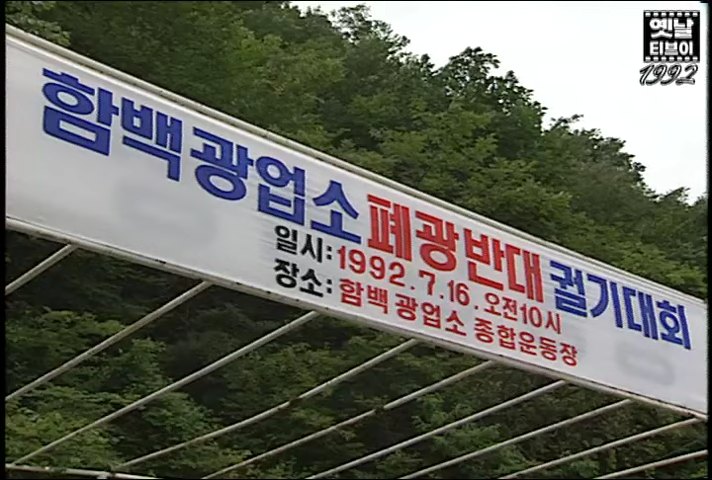 옛날
티브이
1992
함백광업소 폐광반대 궐기대회
일시: 1992.7.16. 오전10시
장소: 함백 광업소 종합운동장